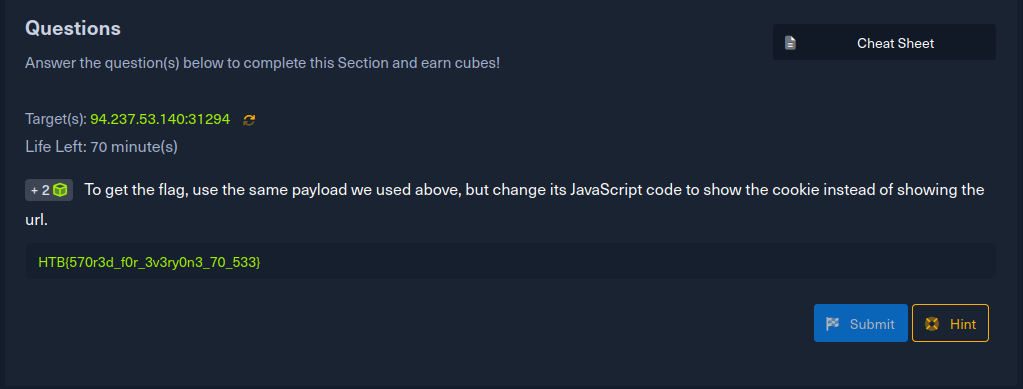 Questions
Cheat Sheet
Answer the question(s) below to complete this Section and earn cubes!
Target(s): 94.237.53.140:31294
Life Left: 70 minute(s)
+ 2 To get the flag, use the same payload we used above, but change its JavaScript code to show the cookie instead of showing the
url.
HTB{570r3d_f0r_3v3ry0n3_70_533}
Submit
Hint